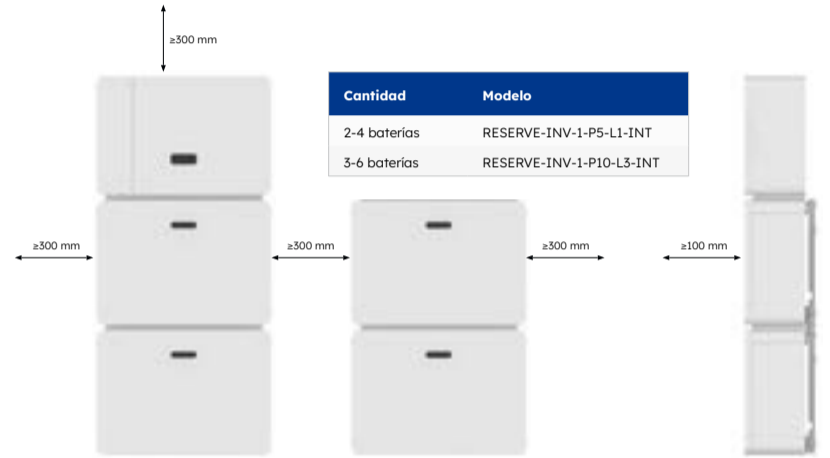 ≥300 mm
Cantidad Modelo
2-4 baterías RESERVE-INV-1-P5-L1-INT
3-6 baterías RESERVE-INV-1-P10-L3-INT
≥300 mm ≥300 mm ≥300 mm ≥100 mm